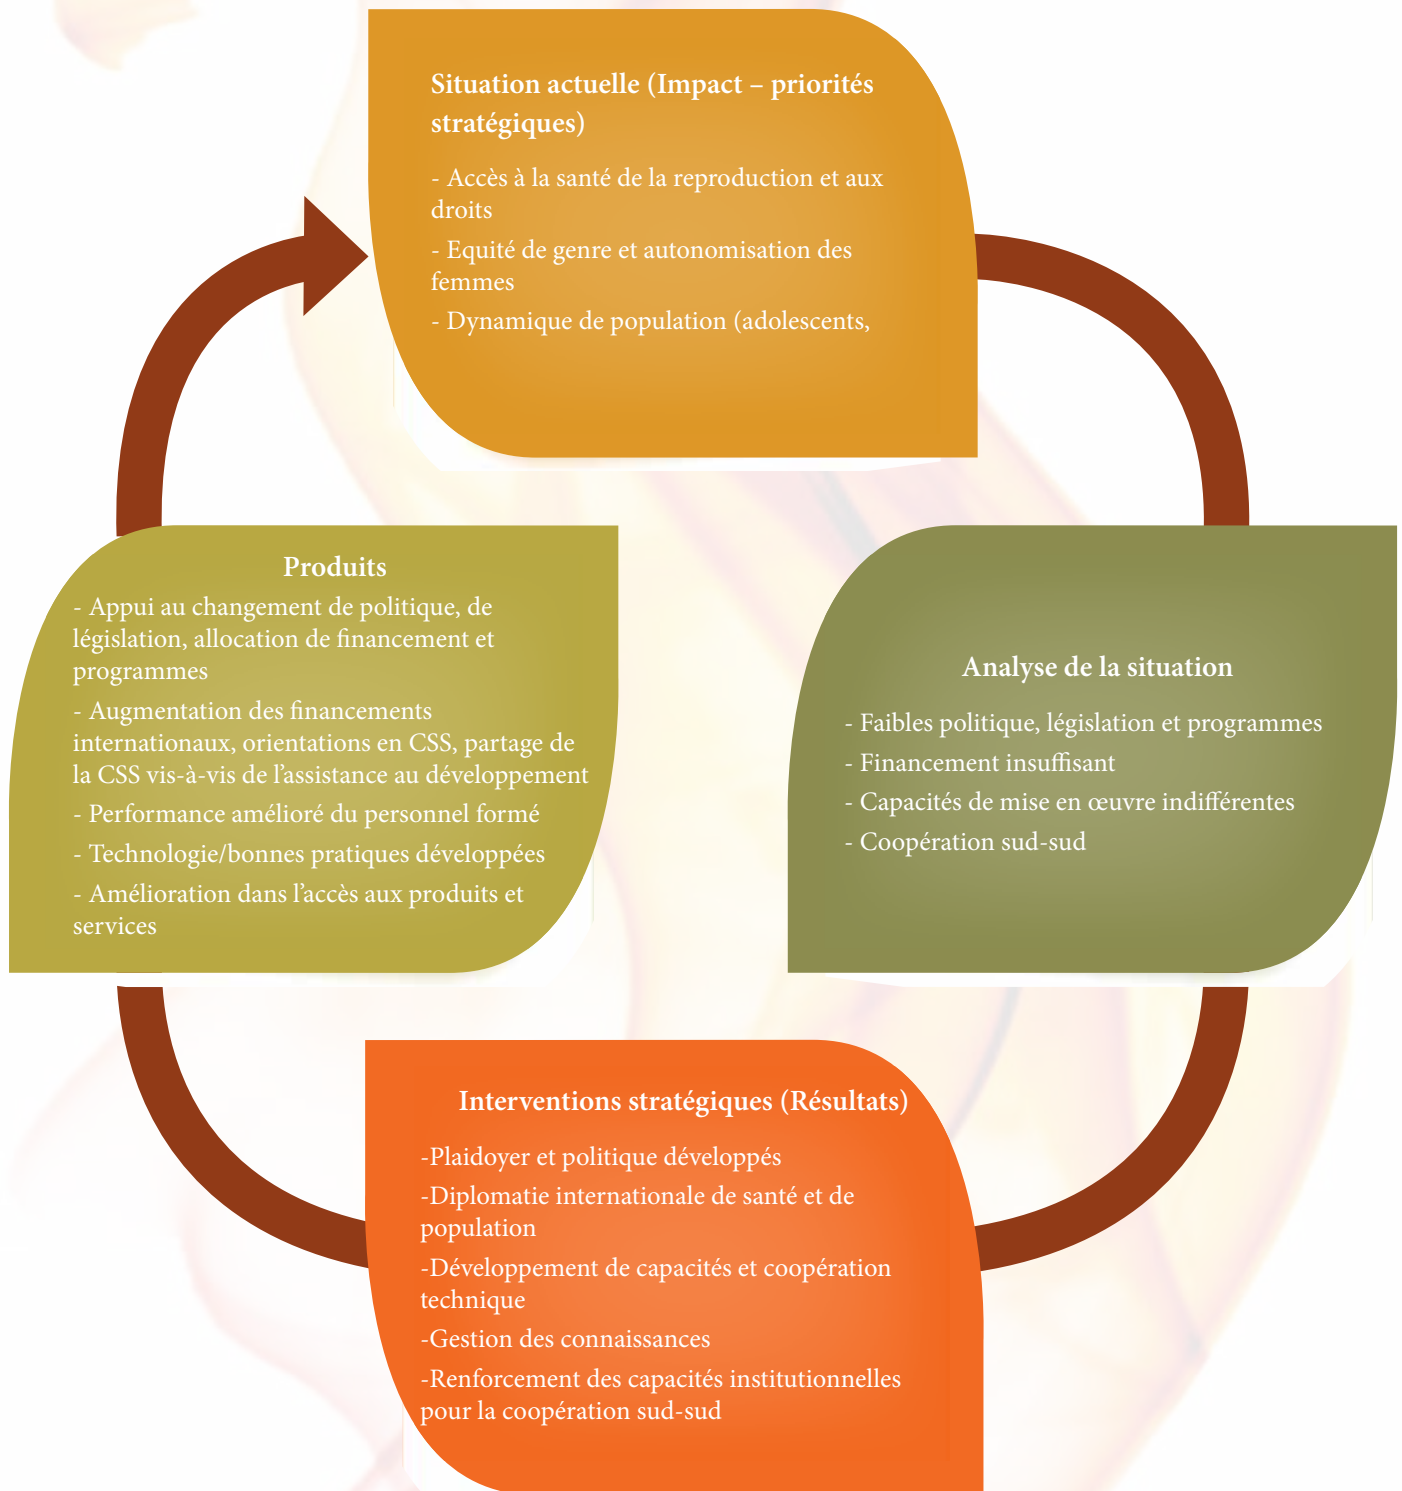 Situation actuelle (Impact – priorités
stratégiques)
- Accès à la santé de la reproduction et aux
droits
- Equité de genre et autonomisation des
femmes
- Dynamique de population (adolescents,
Produits
- Appui au changement de politique, de
législation, allocation de financement et
programmes
- Augmentation des financements
internationaux, orientations en CSS, partage de
la CSS vis-à-vis de l’assistance au développement
- Performance amélioré du personnel formé
- Technologie/bonnes pratiques développées
- Amélioration dans l’accès aux produits et
services
Analyse de la situation
- Faibles politique, législation et programmes
- Financement insuffisant
- Capacités de mise en œuvre indifférentes
- Coopération sud-sud
Interventions stratégiques (Résultats)
-Plaidoyer et politique développés
-Diplomatie internationale de santé et de
population
-Développement de capacités et coopération
technique
-Gestion des connaissances
-Renforcement des capacités institutionnelles
pour la coopération sud-sud